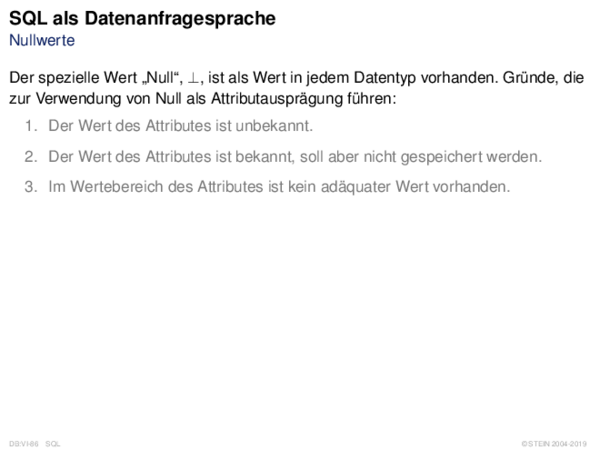 SQL als Datenanfragesprache
Nullwerte
Der spezielle Wert „Null“, ⊥, ist als Wert in jedem Datentyp vorhanden. Gründe, die
zur Verwendung von Null als Attributausprägung führen:
1. Der Wert des Attributes ist unbekannt.
2. Der Wert des Attributes ist bekannt, soll aber nicht gespeichert werden.
3. Im Wertebereich des Attributes ist kein adäquater Wert vorhanden.
DB:VI-86 SQL © STEIN 2004-2019